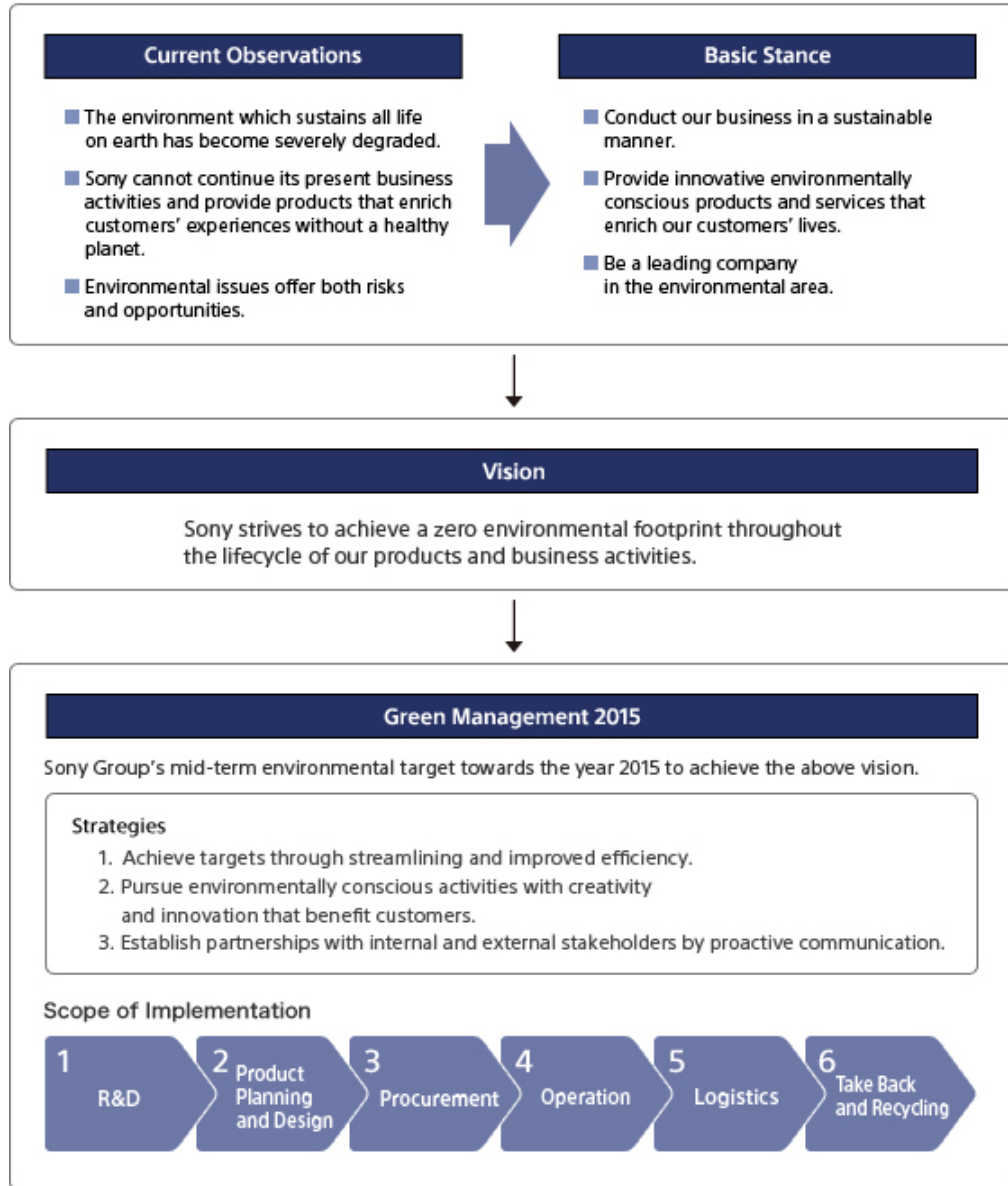 Current Observations
The environment which sustains all life
on earth has become severely degraded.
Sony cannot continue its present business
activities and provide products that enrich
customers’ experiences without a healthy
planet.
Environmental issues offer both risks
and opportunities.
Basic Stance
Conduct our business in a sustainable
manner.
Provide innovative environmentally
conscious products and services that
enrich our customers’ lives.
Be a leading company
in the environmental area.
Vision
Sony strives to achieve a zero environmental footprint throughout
the lifecycle of our products and business activities.
Green Management 2015
Sony Group’s mid-term environmental target towards the year 2015 to achieve the above vision.
Strategies
1. Achieve targets through streamlining and improved efficiency.
2. Pursue environmentally conscious activities with creativity
and innovation that benefit customers.
3. Establish partnerships with internal and external stakeholders by proactive communication.
Scope of Implementation
1
R&D
2
Product
Planning
and Design
3
Procurement
4
Operation
5
Logistics
6
Take Back
and Recycling